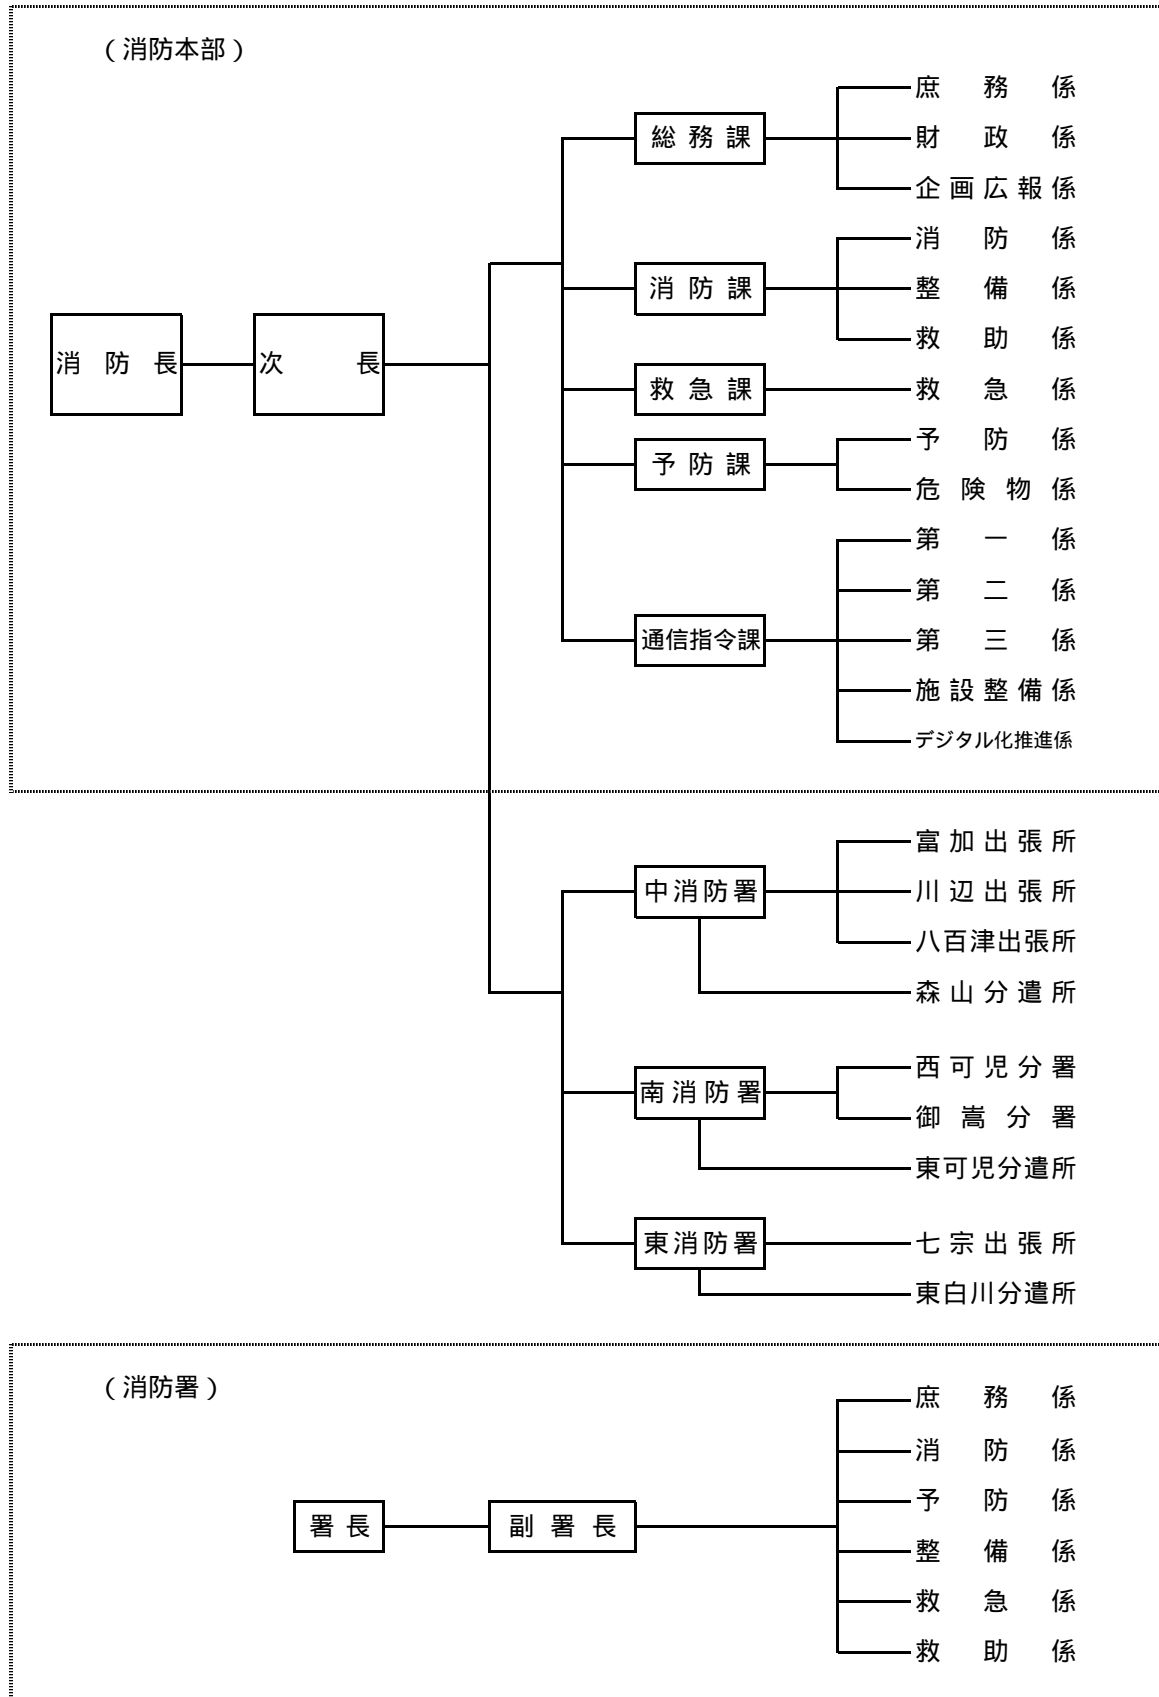 （消防本部）
庶務係
総務課
財政係
企画広報係
消防係
消防課
整備係
救助係
消防長
次長
救急課
救急係
予防係
予防課
危険物係
第一係
第二係
通信指令課
第三係
施設整備係
デジタル化推進係
富加出張所
中消防署
川辺出張所
八百津出張所
森山分遣所
西可児分署
南消防署
御嵩分署
東可児分遣所
東消防署
七宗出張所
東白川分遣所
（消防署）
庶務係
消防係
予防係
署長
副署長
整備係
救急係
救助係